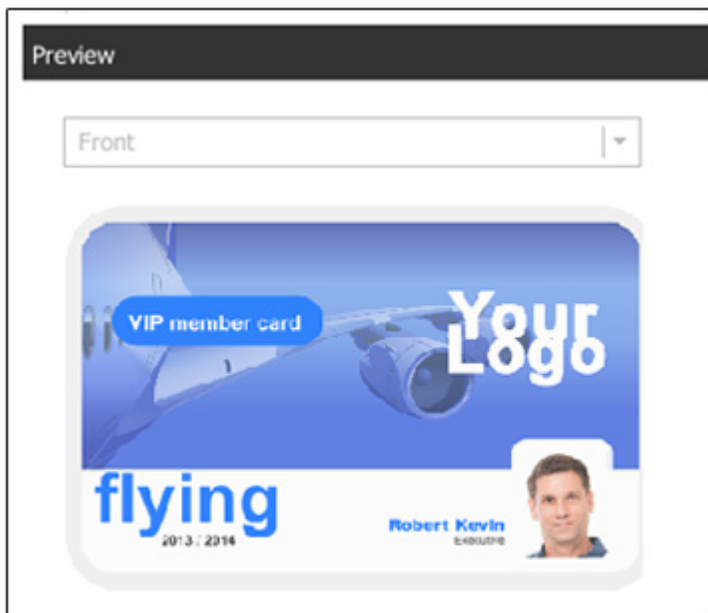 Preview
Front
VIP member card
Your
Logo
flying
2013 / 2014
Robert Kevin
Executive